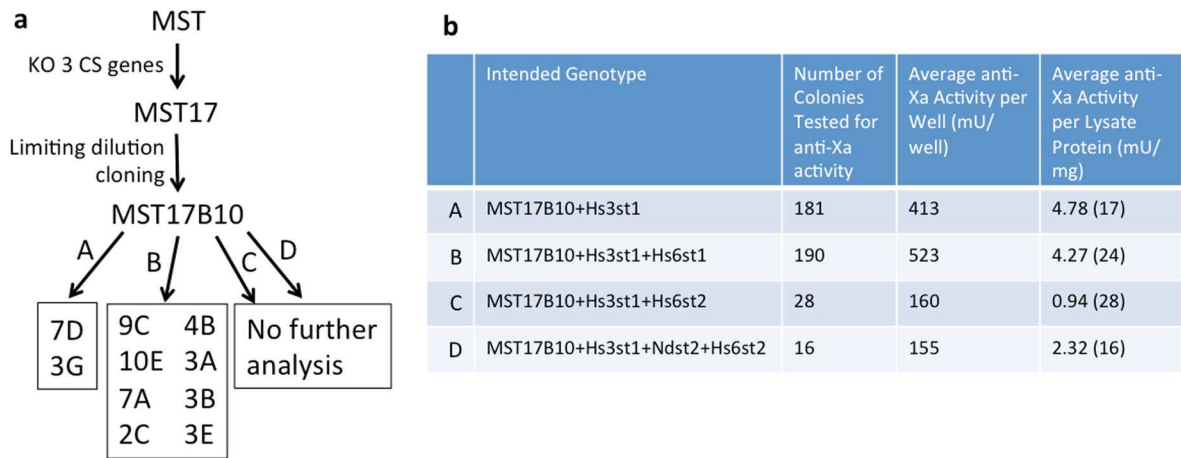 a
MST
KO 3 CS genes
MST17
Limiting dilution
cloning
MST17B10
A
B
C
D
7D
3G
9C 4B
10E 3A
7A 3B
2C 3E
No further
analysis
b
Intended Genotype
Number of
Colonies
Tested for
anti-Xa
activity
Average anti-
Xa Activity per
Well (mU/
well)
Average anti-
Xa Activity
per Lysate
Protein (mU/
mg)
A MST17B10+Hs3st1 181 413 4.78 (17)
B MST17B10+Hs3st1+Hs6st1 190 523 4.27 (24)
C MST17B10+Hs3st1+Hs6st2 28 160 0.94 (28)
D MST17B10+Hs3st1+Ndst2+Hs6st2 16 155 2.32 (16)